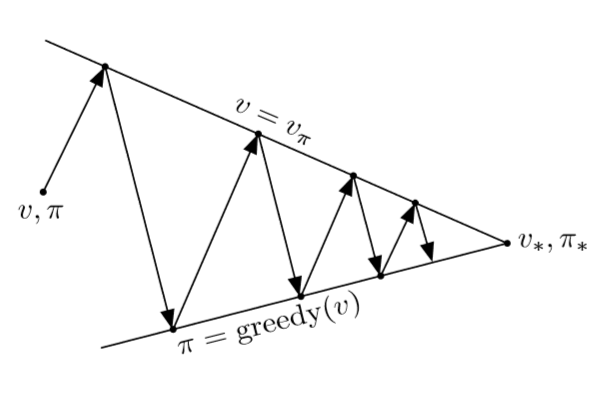 v = v_π
v, π
v_*, π_*
π = greedy(v)